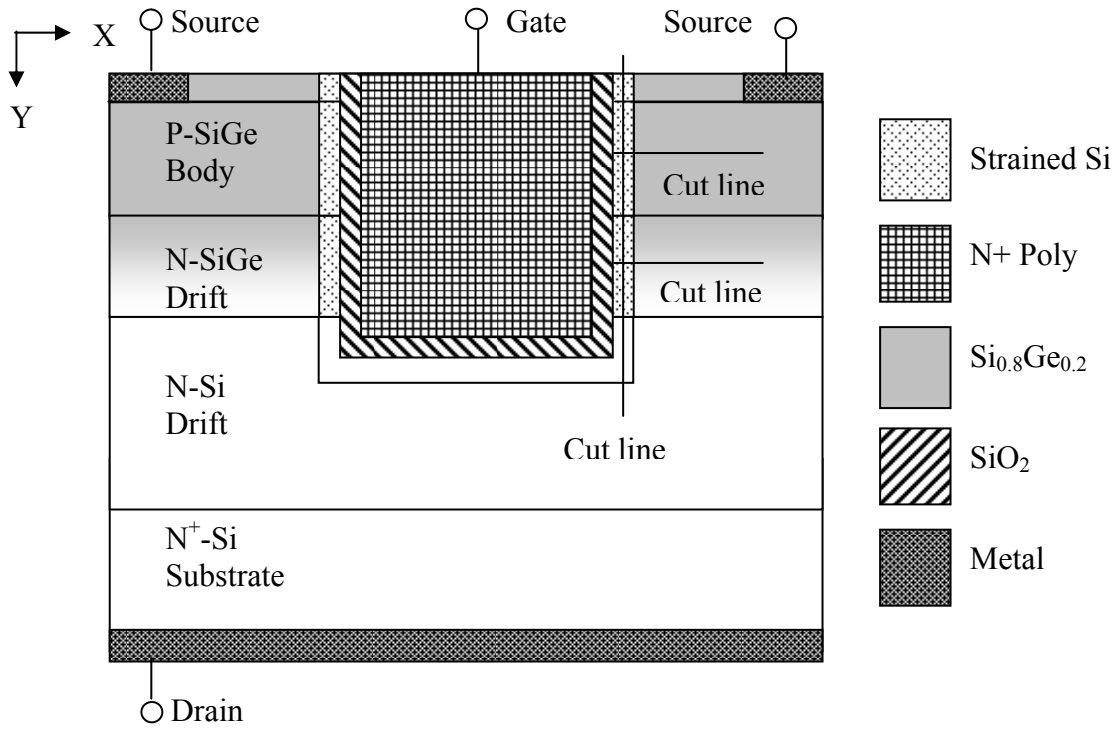 Source
Gate
Source
X
Y
P-SiGe
Body
Cut line
N-SiGe
Drift
Cut line
N-Si
Drift
Cut line
N⁺-Si
Substrate
Drain
Strained Si
N+ Poly
Si₀.₈Ge₀.₂
SiO₂
Metal